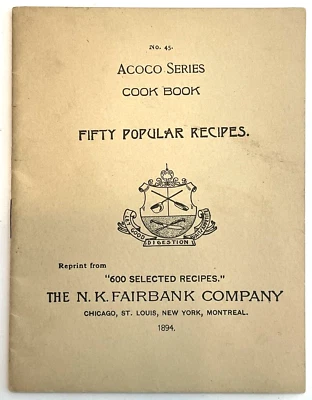 No. 45.
ACOCO SERIES
COOK BOOK
FIFTY POPULAR RECIPES.
LET GOOD DIGESTION
Reprint from
"600 SELECTED RECIPES."
THE N. K. FAIRBANK COMPANY
CHICAGO, ST. LOUIS, NEW YORK, MONTREAL.
1894.